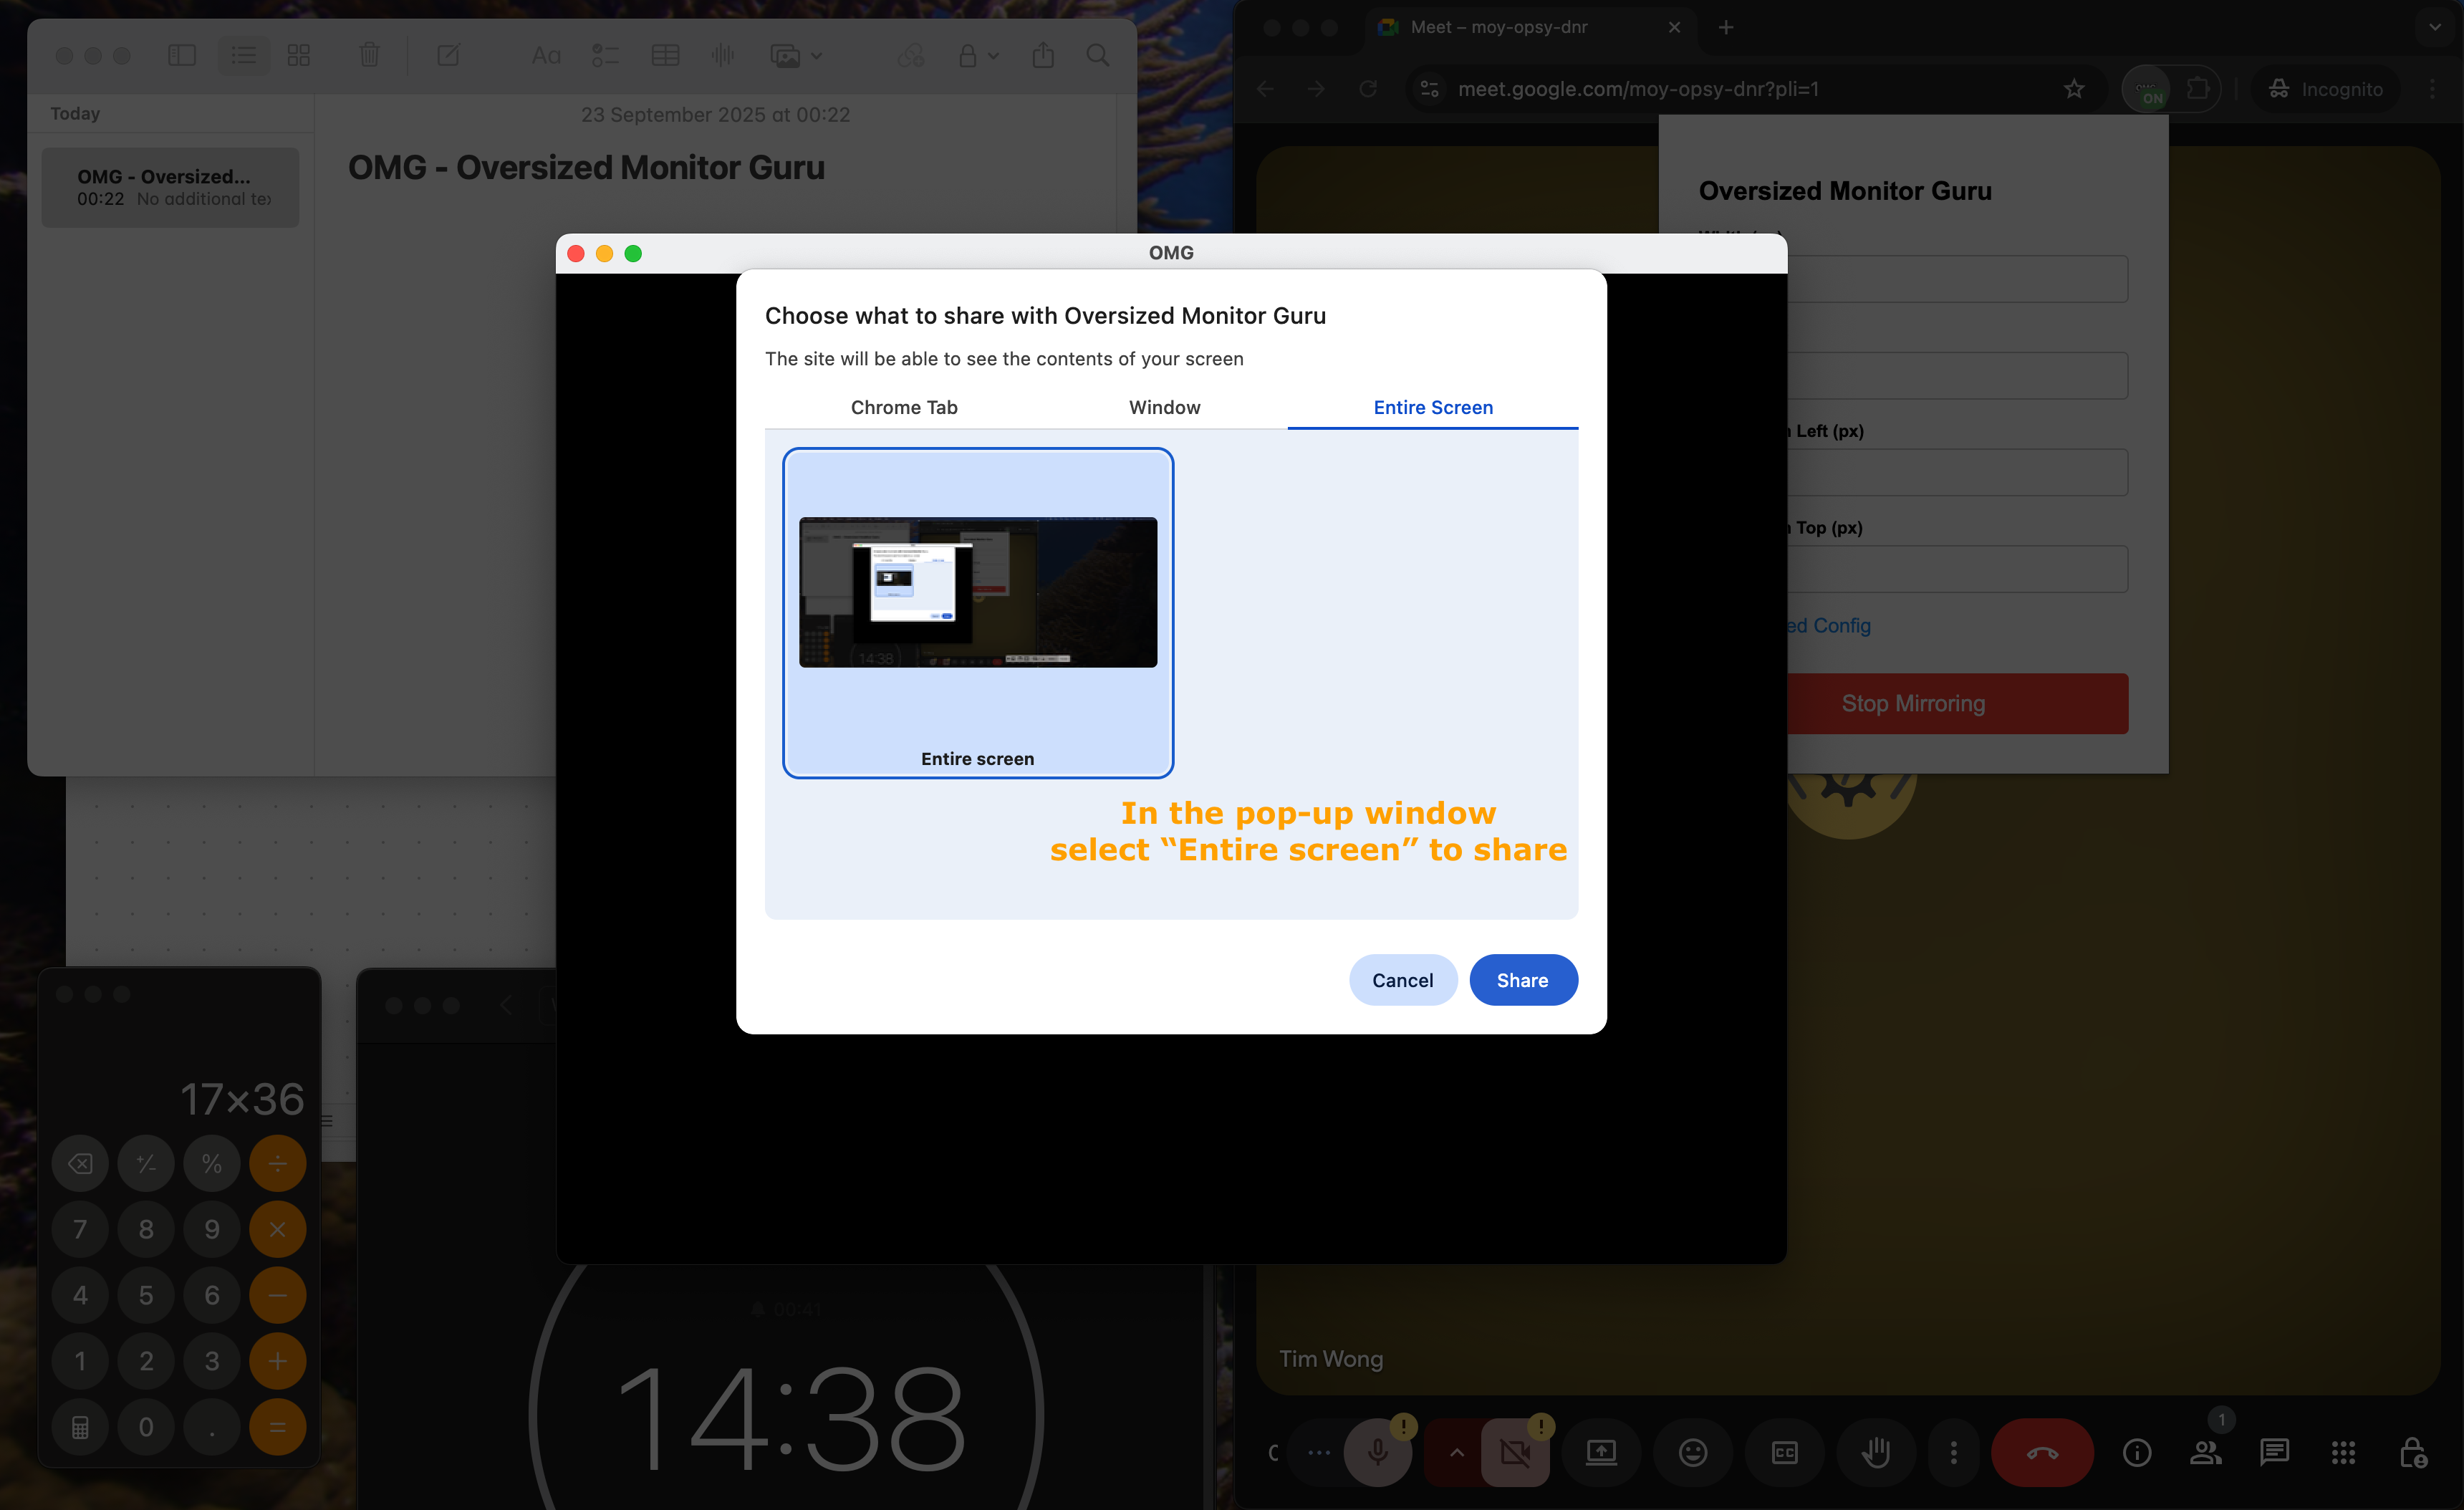 Today
OMG - Oversized...
00:22 No additional te
23 September 2025 at 00:22
OMG - Oversized Monitor Guru
Meet – moy-opsy-dnr
meet.google.com/moy-opsy-dnr?pli=1
ON
Incognito
Oversized Monitor Guru
Left (px)
Top (px)
ed Config
Stop Mirroring
OMG
Choose what to share with Oversized Monitor Guru
The site will be able to see the contents of your screen
Chrome Tab
Window
Entire Screen
14:38
Entire screen
In the pop-up window
select “Entire screen” to share
Cancel
Share
17×36
+/- % ÷
7 8 9 ×
4 5 6 −
1 2 3 +
0 . =
14:38
Tim Wong
Aa
CC
1